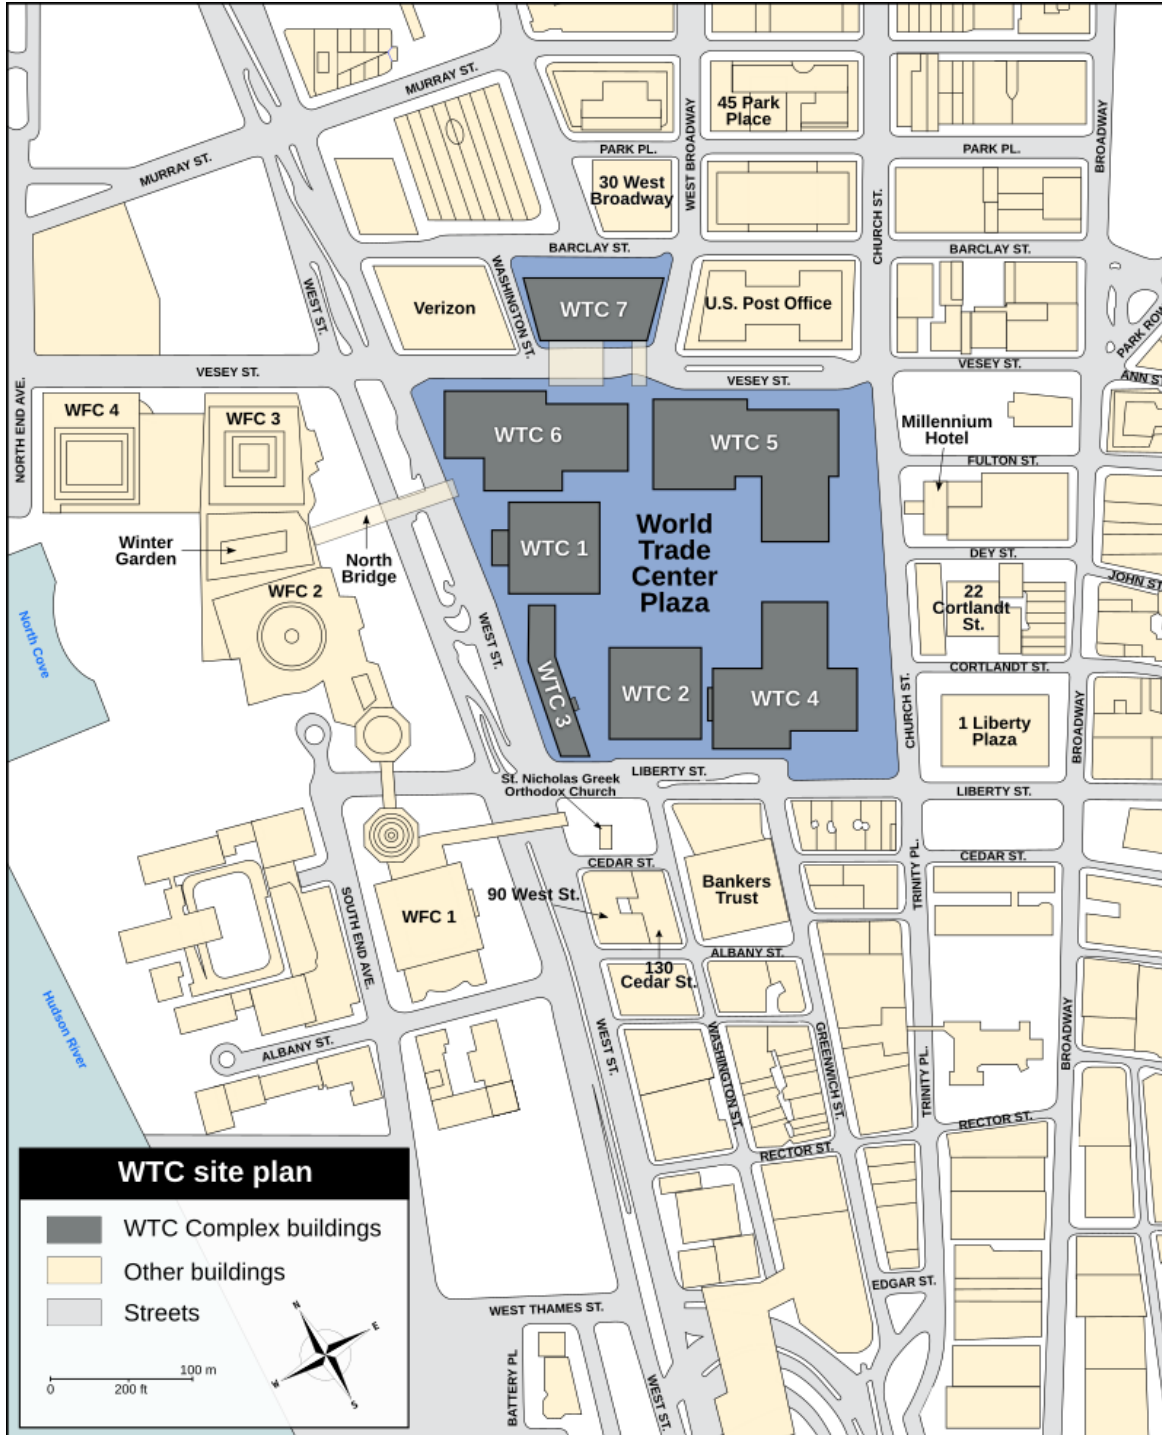 MURRAY ST.
MURRAY ST.
45 Park
Place
PARK PL.
PARK PL.
WEST BROADWAY
BROADWAY
30 West
Broadway
CHURCH ST.
BARCLAY ST.
BARCLAY ST.
WASHINGTON ST.
WEST ST.
Verizon
WTC 7
U.S. Post Office
PARK ROW
VESEY ST.
VESEY ST.
VESEY ST.
ANN ST.
NORTH END AVE.
WFC 4
WFC 3
WTC 6
WTC 5
Millennium
Hotel
FULTON ST.
World
Trade
Center
Plaza
WTC 1
Winter
Garden
North
Bridge
DEY ST.
JOHN ST.
WFC 2
22
Cortlandt
St.
North Cove
WEST ST.
CORTLANDT ST.
WTC 3
WTC 2
WTC 4
CHURCH ST.
1 Liberty
Plaza
BROADWAY
LIBERTY ST.
St. Nicholas Greek
Orthodox Church
LIBERTY ST.
CEDAR ST.
CEDAR ST.
TRINITY PL.
90 West St.
Bankers
Trust
WFC 1
SOUTH END AVE.
ALBANY ST.
130
Cedar St.
Hudson River
ALBANY ST.
WEST ST.
WASHINGTON ST.
GREENWICH ST.
TRINITY PL.
BROADWAY
RECTOR ST.
RECTOR ST.
EDGAR ST.
WEST THAMES ST.
BATTERY PL
WEST ST.
WTC site plan
WTC Complex buildings
Other buildings
Streets
N
E
W
S
100 m
0
200 ft